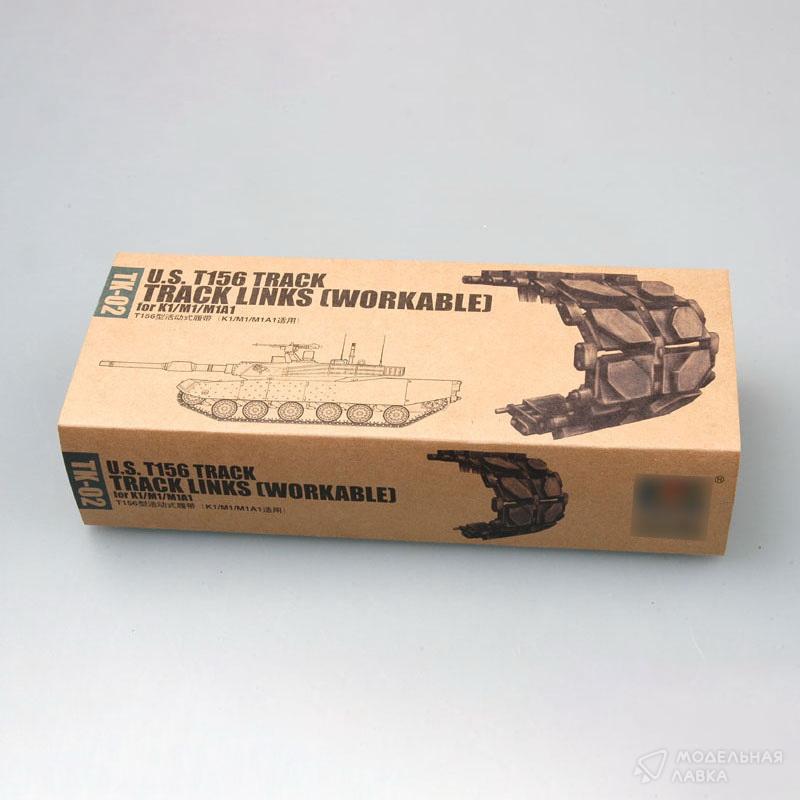 TK-02
U.S. T156 TRACK
TRACK LINKS (WORKABLE)
for K1/M1/M1A1
T156型活动式履带 (K1/M1/M1A1适用)
TK-02
U.S. T156 TRACK
TRACK LINKS (WORKABLE)
for K1/M1/M1A1
T156型活动式履带 (K1/M1/M1A1适用)
®
МОДЕЛЬНАЯ
ЛАВКА